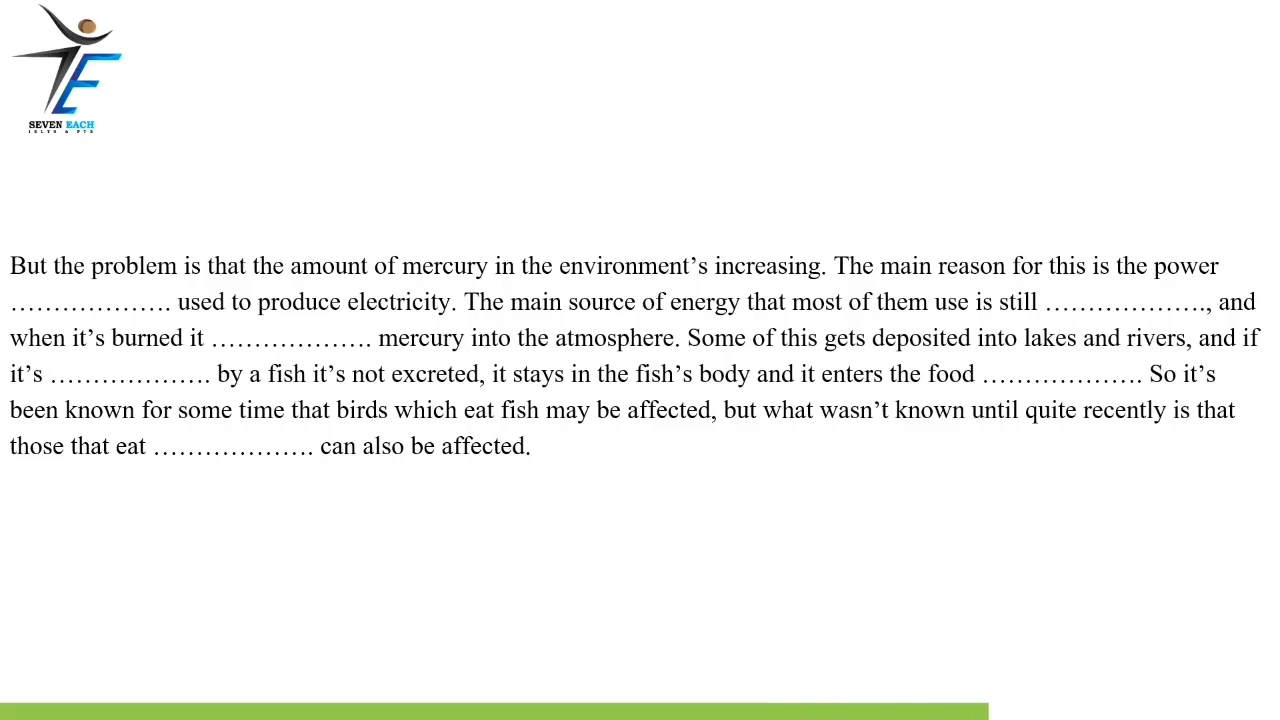 SEVEN EACH
IELTS & PTE
But the problem is that the amount of mercury in the environment’s increasing. The main reason for this is the power
………………. used to produce electricity. The main source of energy that most of them use is still ………………., and
when it’s burned it ………………. mercury into the atmosphere. Some of this gets deposited into lakes and rivers, and if
it’s ………………. by a fish it’s not excreted, it stays in the fish’s body and it enters the food ………………. So it’s
been known for some time that birds which eat fish may be affected, but what wasn’t known until quite recently is that
those that eat ………………. can also be affected.